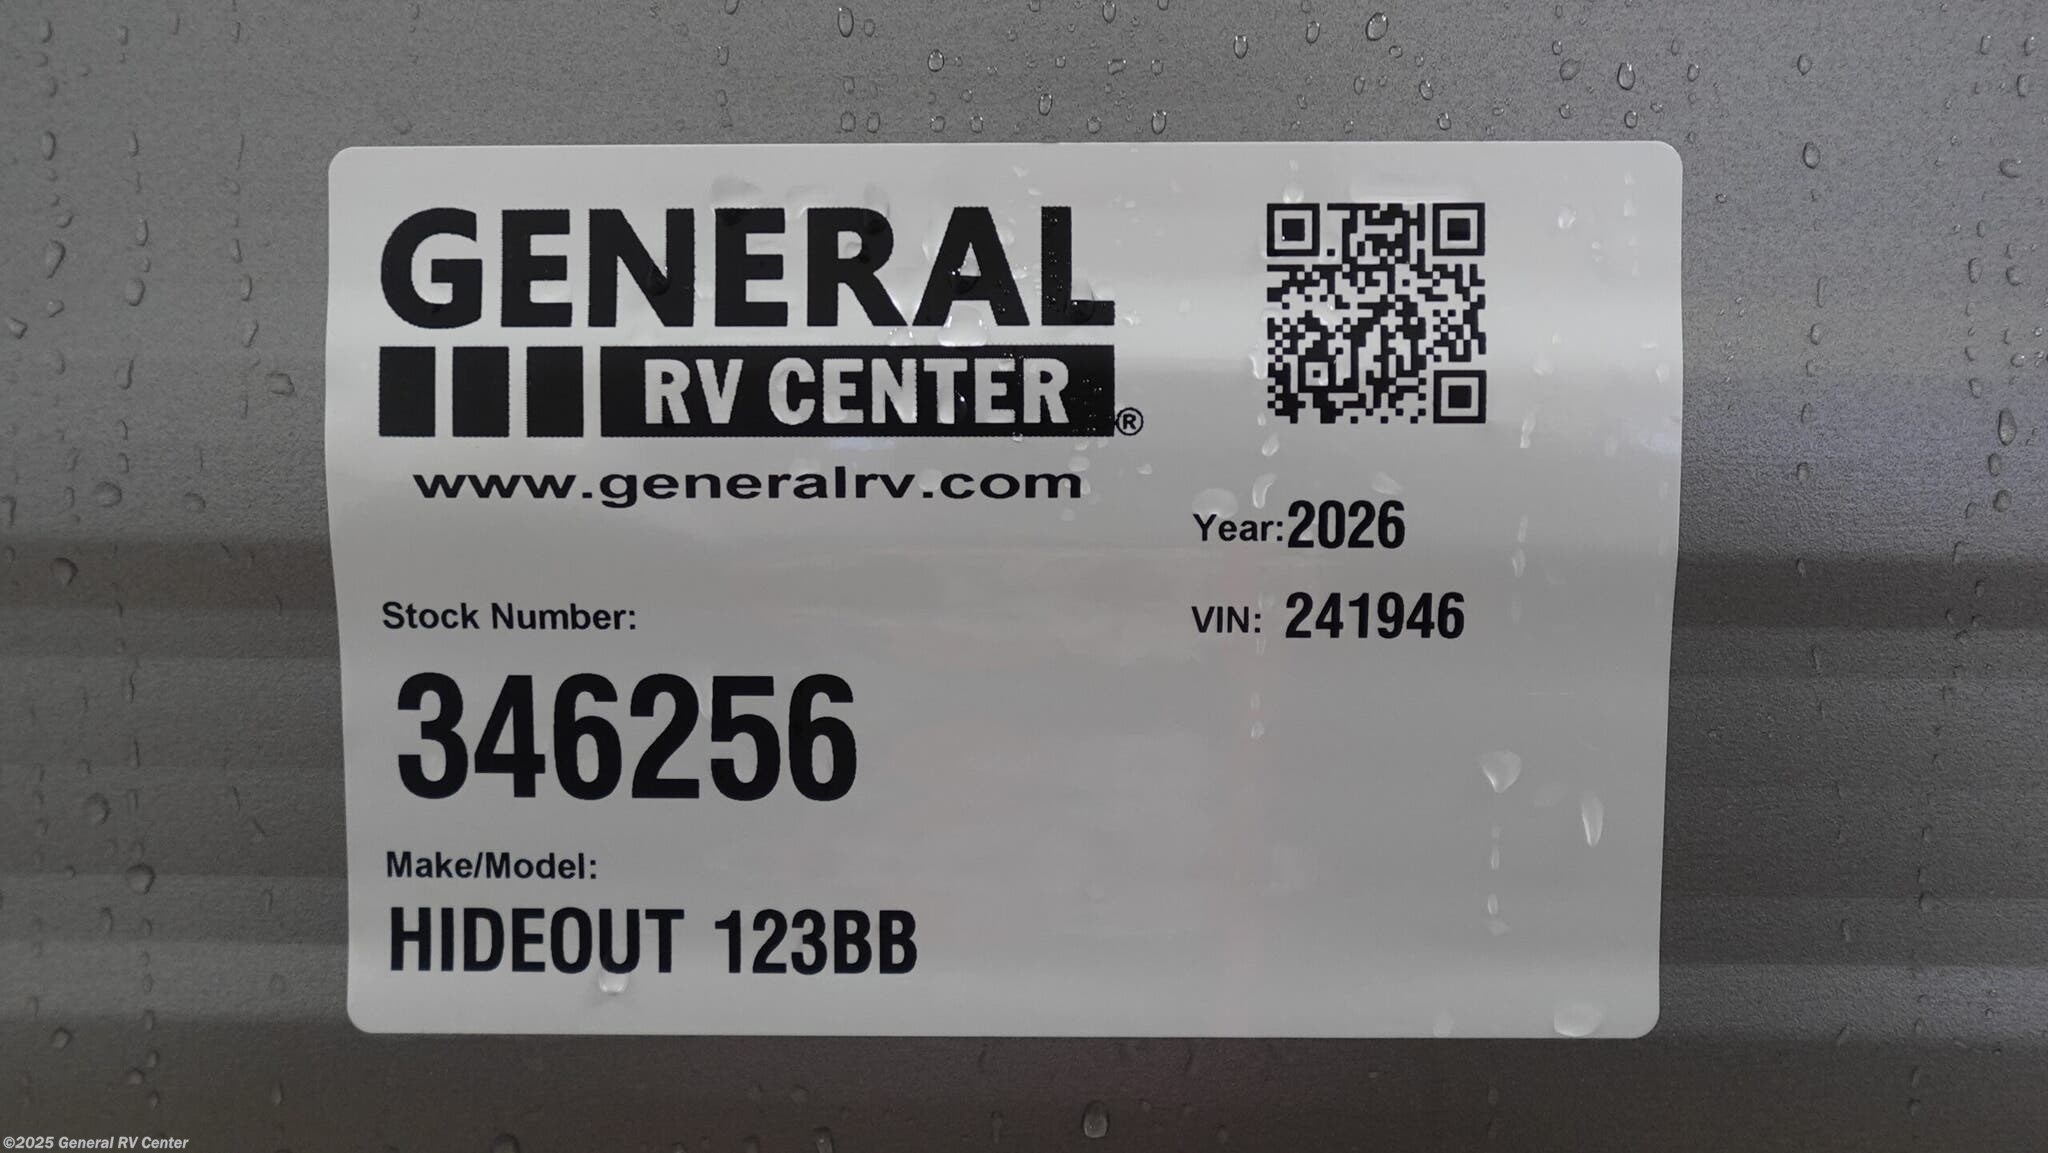 GENERAL
RV CENTER®
www.generalrv.com
Year: 2026
VIN: 241946
Stock Number:
346256
Make/Model:
HIDEOUT 123BB
©2025 General RV Center